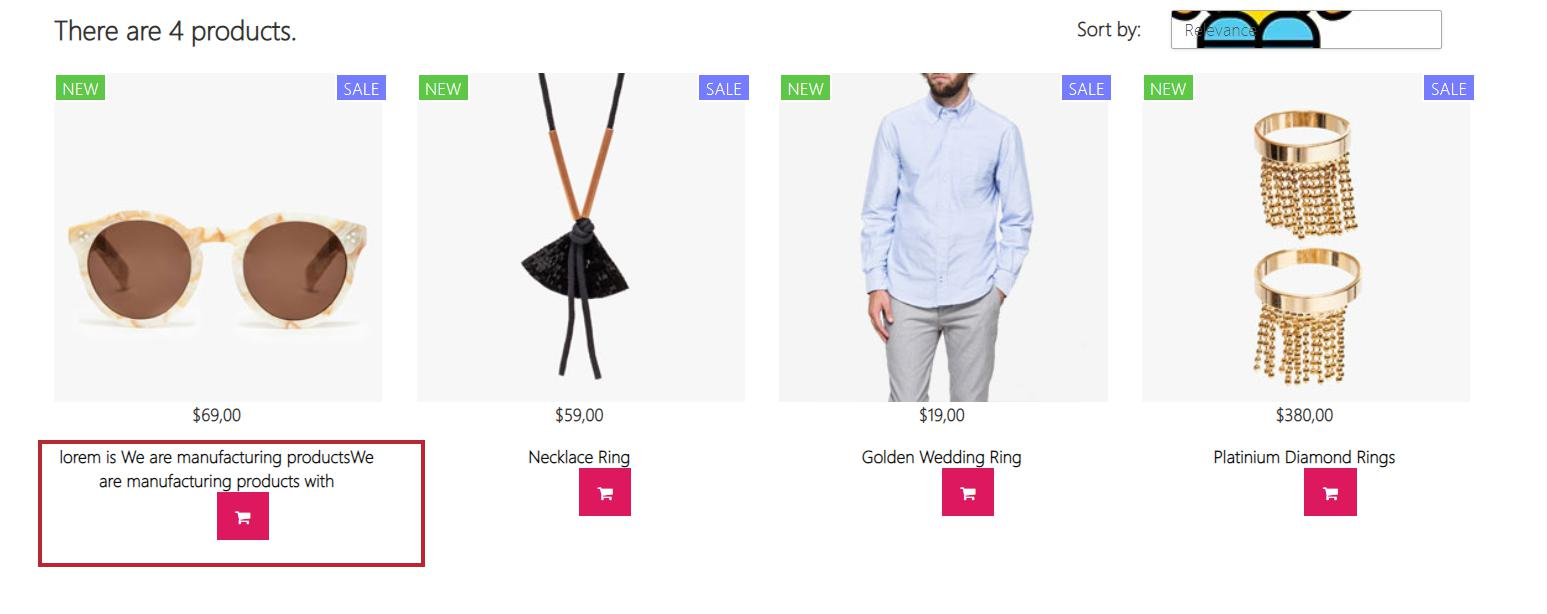 There are 4 products.
Sort by:
Relevance
NEW
SALE
NEW
SALE
NEW
SALE
NEW
SALE
$69,00
$59,00
$19,00
$380,00
lorem is We are manufacturing productsWe
are manufacturing products with
Necklace Ring
Golden Wedding Ring
Platinium Diamond Rings